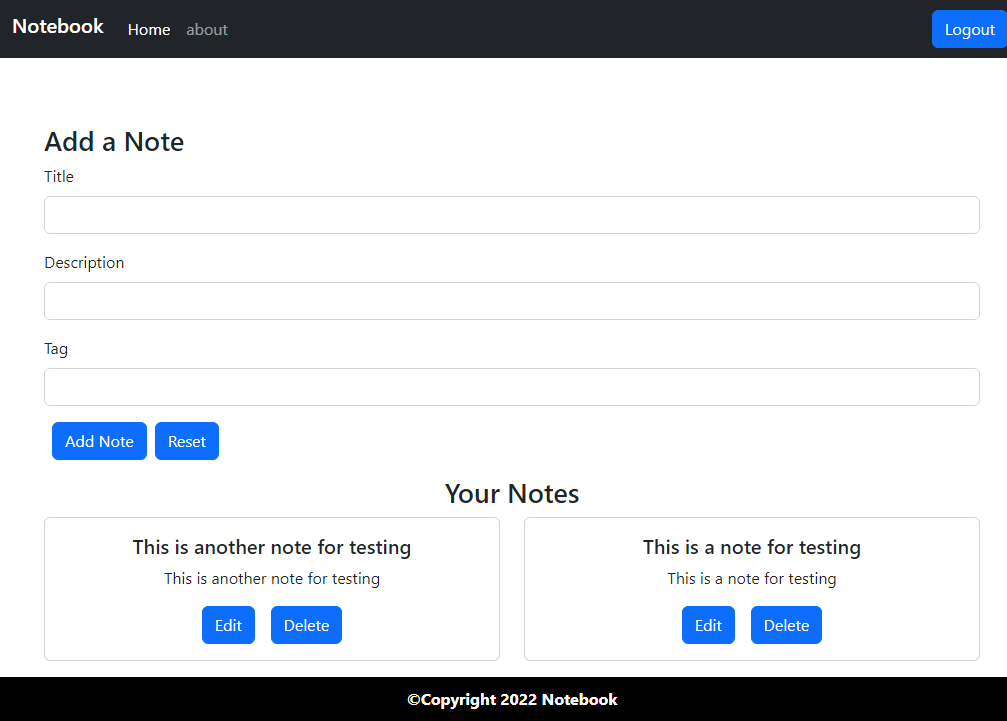 Notebook Home about Logout
Add a Note
Title
Description
Tag
Add Note Reset
Your Notes
This is another note for testing
This is another note for testing
Edit Delete
This is a note for testing
This is a note for testing
Edit Delete
©Copyright 2022 Notebook